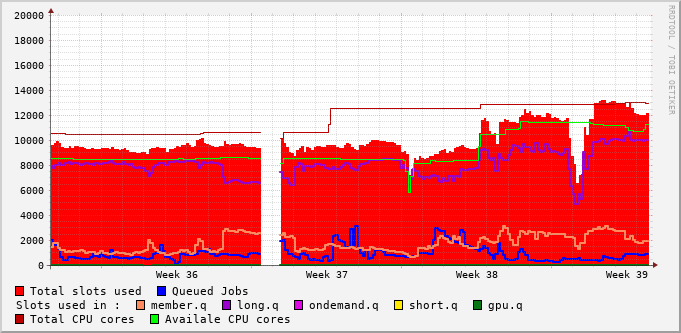 20000
18000
16000
14000
12000
10000
8000
6000
4000
2000
0
Week 36 Week 37 Week 38 Week 39
RRDTOOL / TOBI OETIKER
Total slots used Queued Jobs
Slots used in : member.q long.q ondemand.q short.q gpu.q
Total CPU cores Availale CPU cores